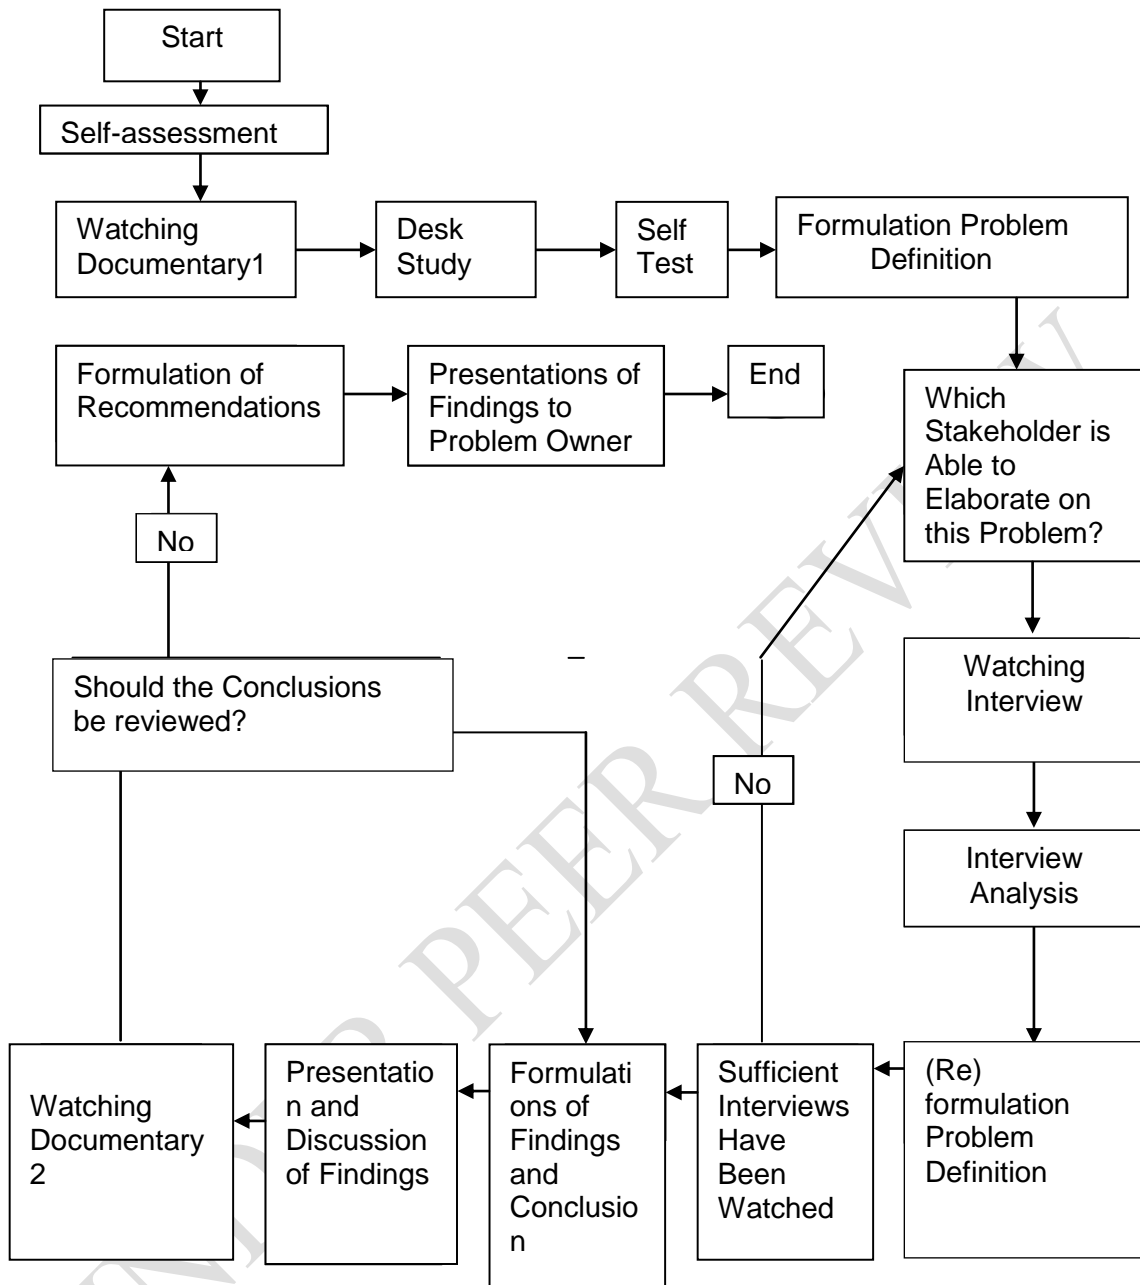 Start
Self-assessment
Watching
Documentary1
Desk
Study
Self
Test
Formulation Problem
Definition
Formulation of
Recommendations
Presentations of
Findings to
Problem Owner
End
Which
Stakeholder is
Able to
Elaborate on
this Problem?
No
Watching
Interview
Should the Conclusions
be reviewed?
No
Interview
Analysis
Watching
Documentary
2
Presentatio
n and
Discussion
of Findings
Formulati
ons of
Findings
and
Conclusio
n
Sufficient
Interviews
Have
Been
Watched
(Re)
formulation
Problem
Definition
PEER REVIEW